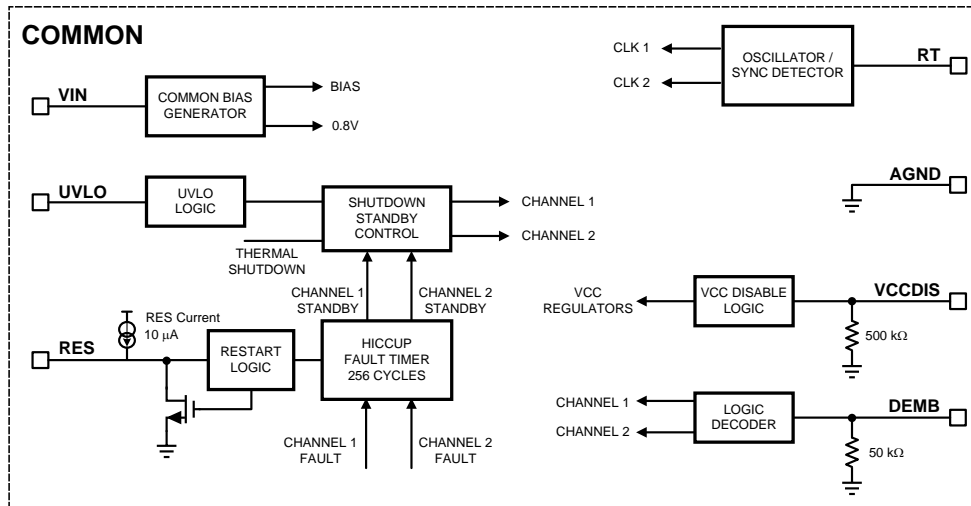 COMMON
VIN
COMMON BIAS
GENERATOR
BIAS
0.8V
CLK 1
CLK 2
OSCILLATOR /
SYNC DETECTOR
RT
UVLO
UVLO
LOGIC
THERMAL
SHUTDOWN
SHUTDOWN
STANDBY
CONTROL
CHANNEL 1
CHANNEL 2
AGND
CHANNEL 1
STANDBY
CHANNEL 2
STANDBY
VCC
REGULATORS
VCC DISABLE
LOGIC
VCCDIS
500 kΩ
RES Current
10 μA
RES
RESTART
LOGIC
HICCUP
FAULT TIMER
256 CYCLES
CHANNEL 1
FAULT
CHANNEL 2
FAULT
CHANNEL 1
CHANNEL 2
LOGIC
DECODER
DEMB
50 kΩ